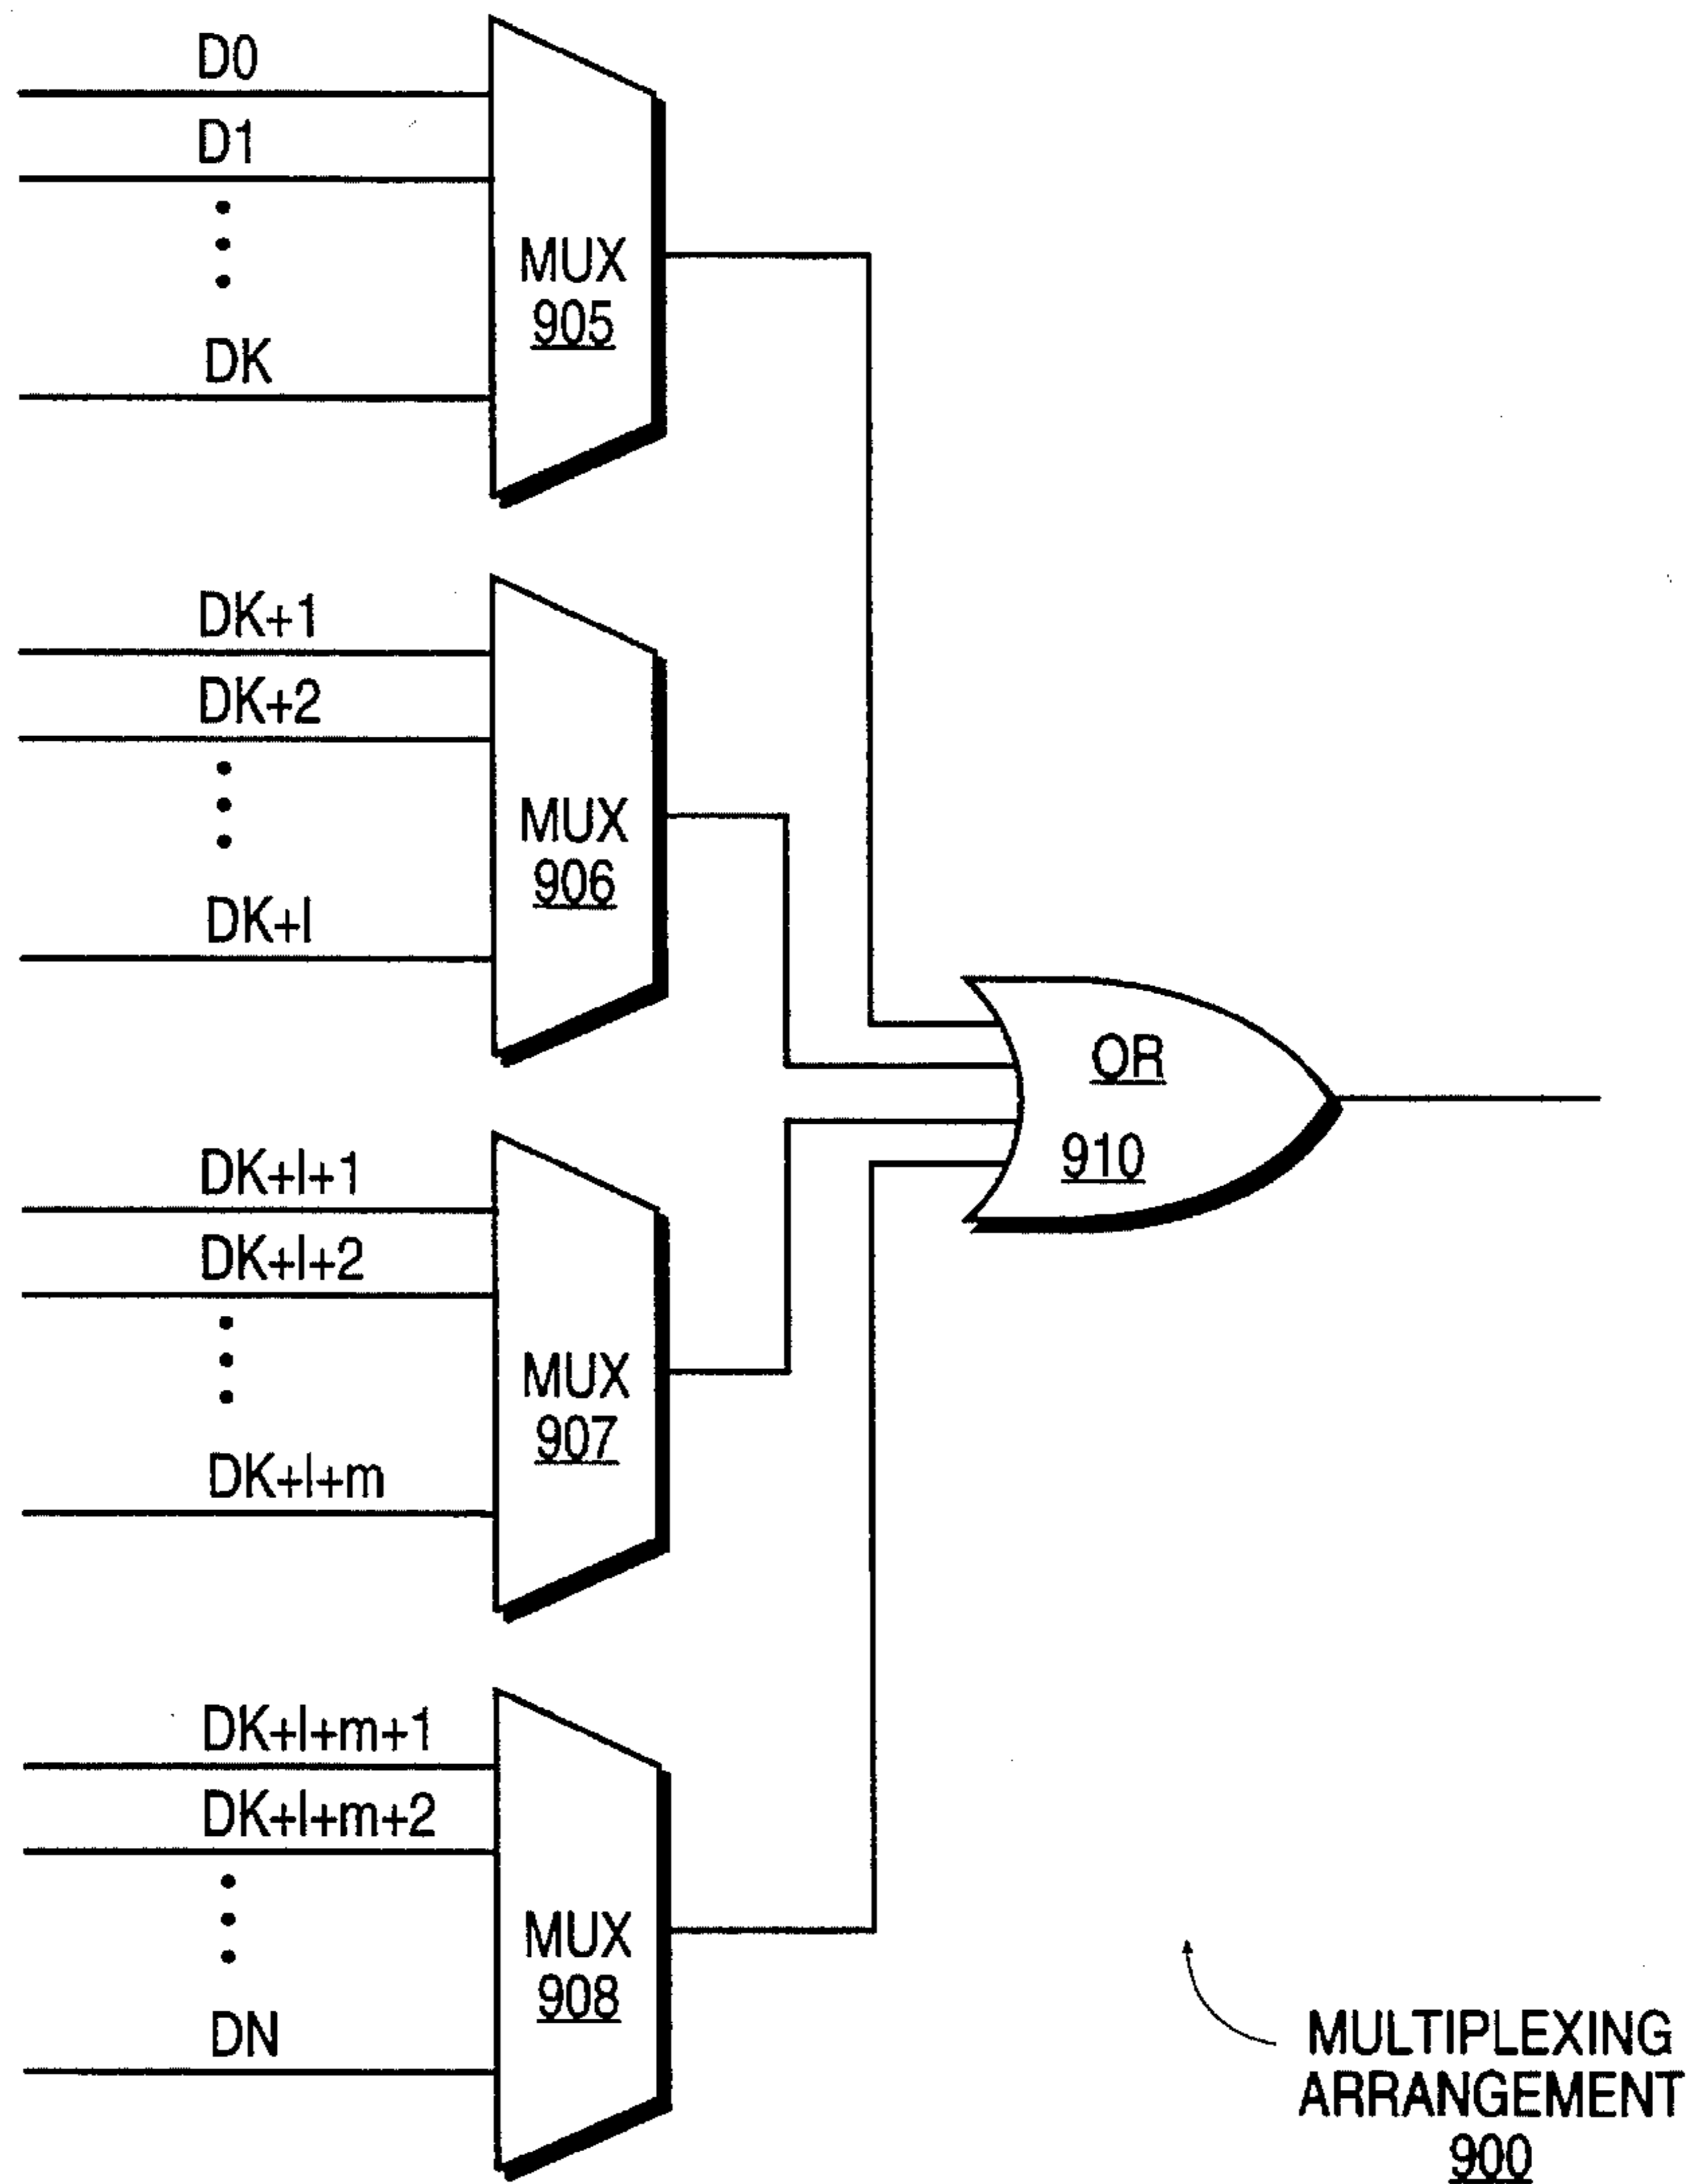 D0
D1
DK
MUX
905
DK+1
DK+2
DK+l
MUX
906
DK+l+1
DK+l+2
DK+l+m
MUX
907
DK+l+m+1
DK+l+m+2
DN
MUX
908
OR
910
MULTIPLEXING
ARRANGEMENT
900